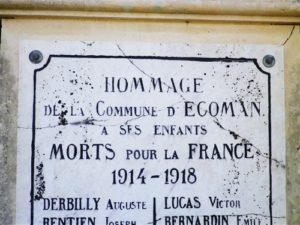 HOMMAGE
DE LA COMMUNE D'ECOMAN
A SES ENFANTS
MORTS POUR LA FRANCE
1914-1918
DERBILLY AUGUSTE
LUCAS VICTOR
BENTIEN JOSEPH
BERNARDIN EMILE